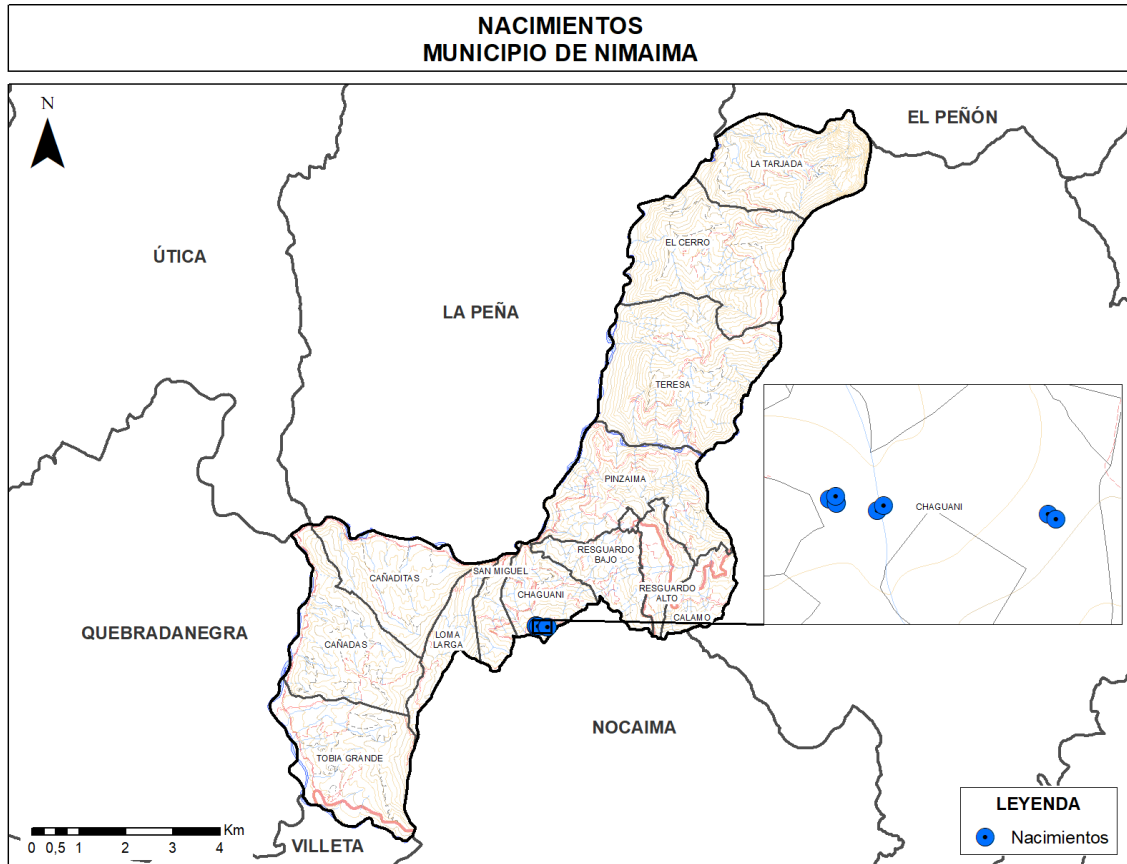 NACIMIENTOS
MUNICIPIO DE NIMAIMA
N
EL PEÑÓN
LA TARJADA
EL CERRO
ÚTICA
LA PEÑA
TERESA
PINZAIMA
CHAGUANI
RESGUARDO
BAJO
SAN MIGUEL
CAÑADITAS
RESGUARDO
ALTO
CHAGUANI
CALAMO
QUEBRADANEGRA
LOMA
LARGA
CAÑADAS
NOCAIMA
TOBIA GRANDE
LEYENDA
Nacimientos
Km
0 0,5 1 2 3 4
VILLETA